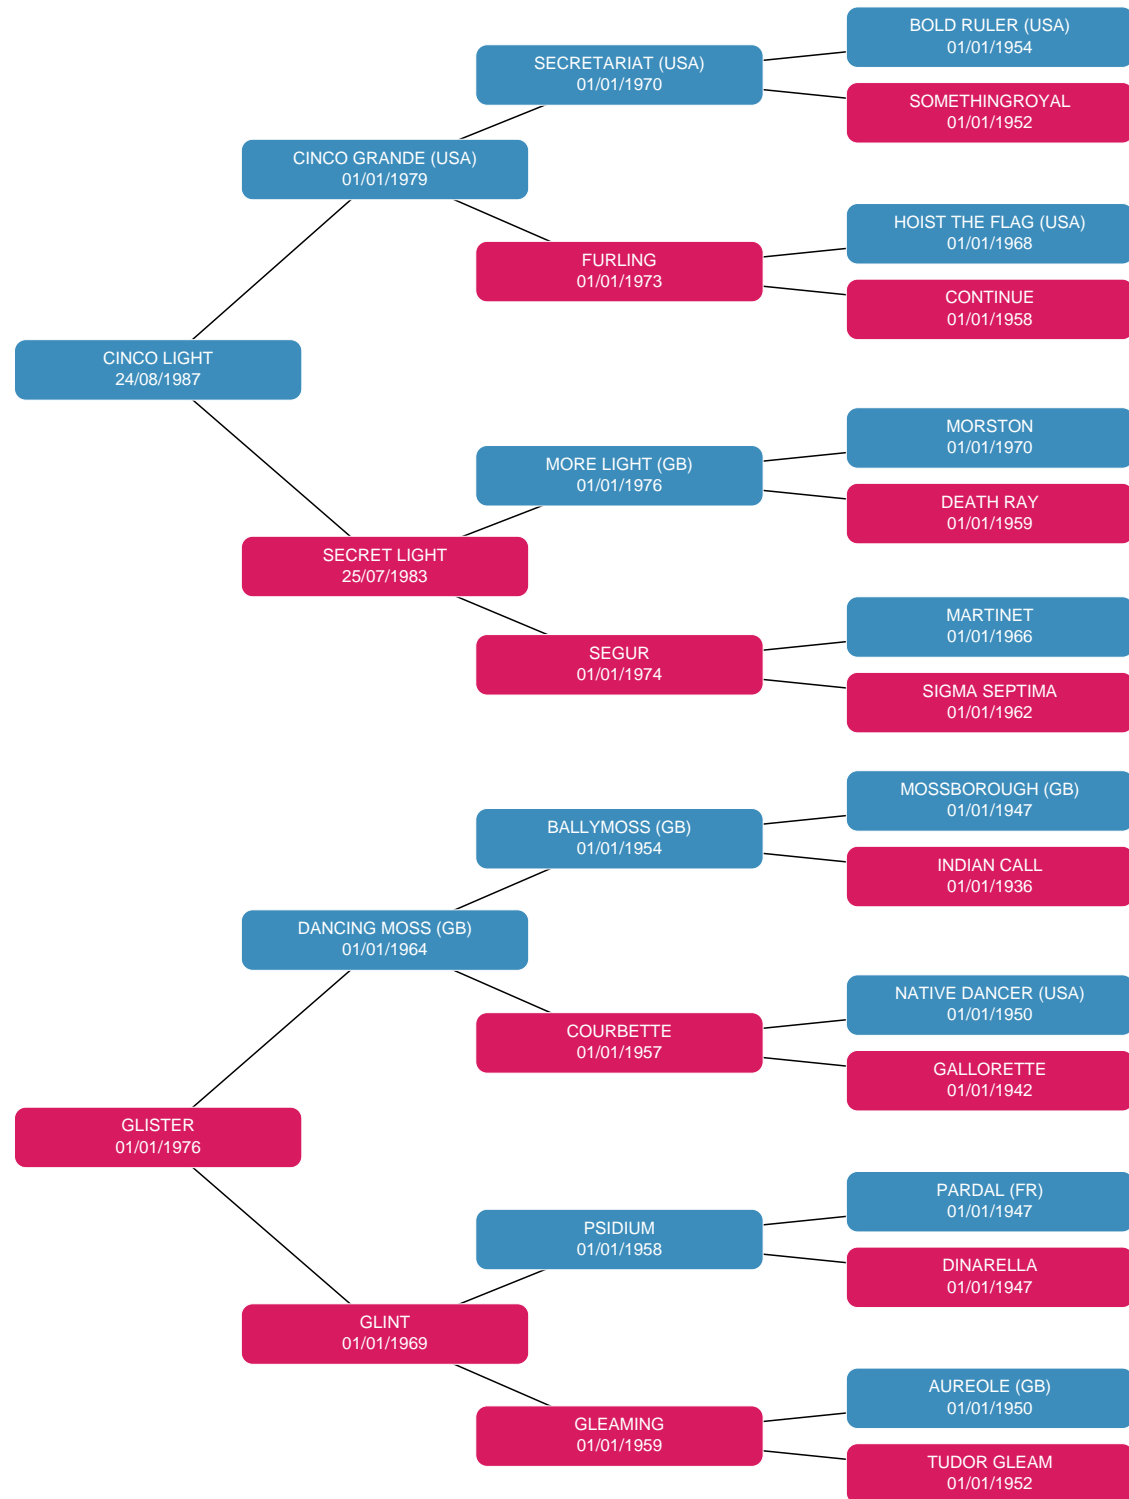 BOLD RULER (USA)
01/01/1954
SECRETARIAT (USA)
01/01/1970
SOMETHINGROYAL
01/01/1952
CINCO GRANDE (USA)
01/01/1979
HOIST THE FLAG (USA)
01/01/1968
FURLING
01/01/1973
CONTINUE
01/01/1958
CINCO LIGHT
24/08/1987
MORSTON
01/01/1970
MORE LIGHT (GB)
01/01/1976
DEATH RAY
01/01/1959
SECRET LIGHT
25/07/1983
MARTINET
01/01/1966
SEGUR
01/01/1974
SIGMA SEPTIMA
01/01/1962
MOSSBOROUGH (GB)
01/01/1947
BALLYMOSS (GB)
01/01/1954
INDIAN CALL
01/01/1936
DANCING MOSS (GB)
01/01/1964
NATIVE DANCER (USA)
01/01/1950
COURBETTE
01/01/1957
GALLORETTE
01/01/1942
GLISTER
01/01/1976
PARDAL (FR)
01/01/1947
PSIDIUM
01/01/1958
DINARELLA
01/01/1947
GLINT
01/01/1969
AUREOLE (GB)
01/01/1950
GLEAMING
01/01/1959
TUDOR GLEAM
01/01/1952